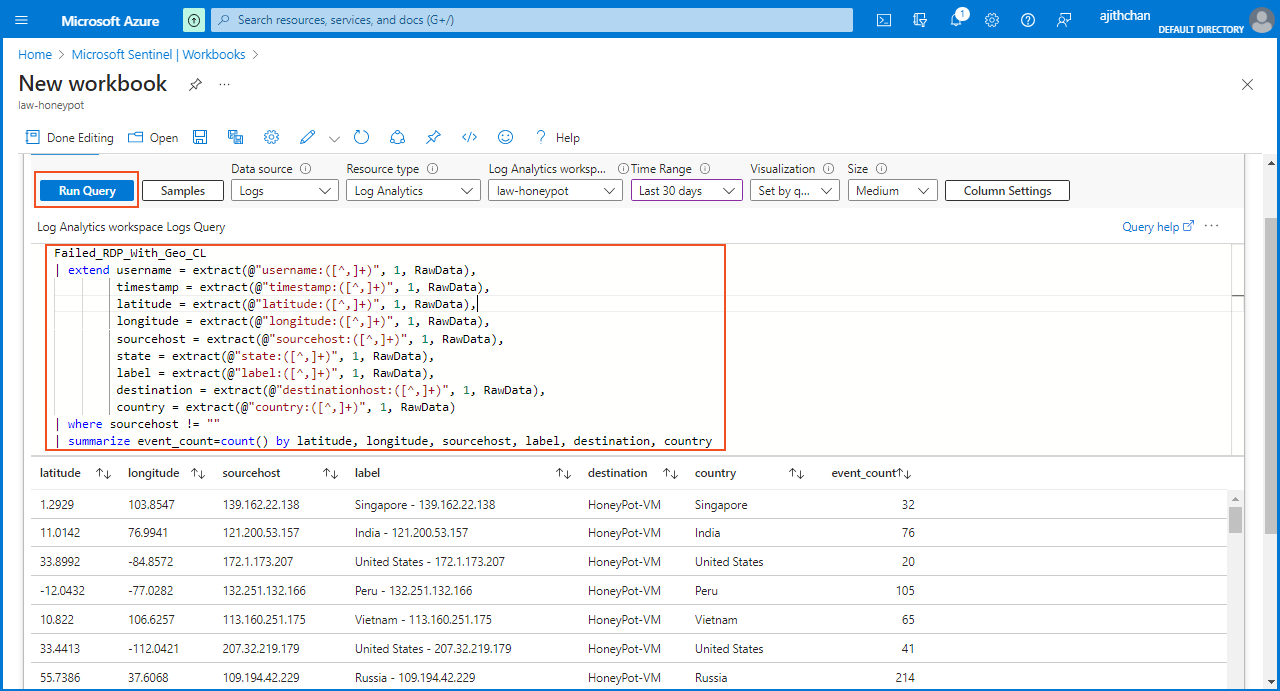 Microsoft Azure
Search resources, services, and docs (G+/)
1
ajithchan
DEFAULT DIRECTORY
Home > Microsoft Sentinel | Workbooks >
New workbook
...
law-honeypot
Done Editing
Open
? Help
Run Query
Samples
Data source
Logs
Resource type
Log Analytics
Log Analytics worksp...
law-honeypot
Time Range
Last 30 days
Visualization
Set by q...
Size
Medium
Column Settings
Log Analytics workspace Logs Query
Query help
...
Failed_RDP_With_Geo_CL
| extend username = extract(@"username:([^,]+)", 1, RawData),
timestamp = extract(@"timestamp:([^,]+)", 1, RawData),
latitude = extract(@"latitude:([^,]+)", 1, RawData),
longitude = extract(@"longitude:([^,]+)", 1, RawData),
sourcehost = extract(@"sourcehost:([^,]+)", 1, RawData),
state = extract(@"state:([^,]+)", 1, RawData),
label = extract(@"label:([^,]+)", 1, RawData),
destination = extract(@"destinationhost:([^,]+)", 1, RawData),
country = extract(@"country:([^,]+)", 1, RawData)
| where sourcehost != ""
| summarize event_count=count() by latitude, longitude, sourcehost, label, destination, country
latitude longitude sourcehost label destination country event_count
1.2929 103.8547 139.162.22.138 Singapore - 139.162.22.138 HoneyPot-VM Singapore 32
11.0142 76.9941 121.200.53.157 India - 121.200.53.157 HoneyPot-VM India 76
33.8992 -84.8572 172.1.173.207 United States - 172.1.173.207 HoneyPot-VM United States 20
-12.0432 -77.0282 132.251.132.166 Peru - 132.251.132.166 HoneyPot-VM Peru 105
10.822 106.6257 113.160.251.175 Vietnam - 113.160.251.175 HoneyPot-VM Vietnam 65
33.4413 -112.0421 207.32.219.179 United States - 207.32.219.179 HoneyPot-VM United States 41
55.7386 37.6068 109.194.42.229 Russia - 109.194.42.229 HoneyPot-VM Russia 214